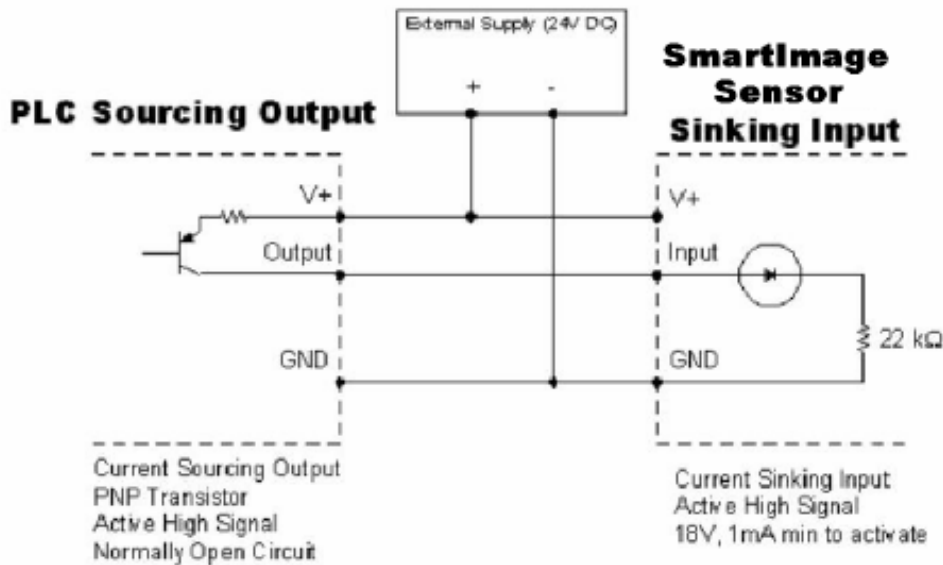 External Supply (24V DC)
+ -
SmartImage
Sensor
Sinking Input
PLC Sourcing Output
V+
Output
GND
V+
Input
GND
22 kΩ
Current Sourcing Output
PNP Transistor
Active High Signal
Normally Open Circuit
Current Sinking Input
Active High Signal
18V, 1mA min to activate